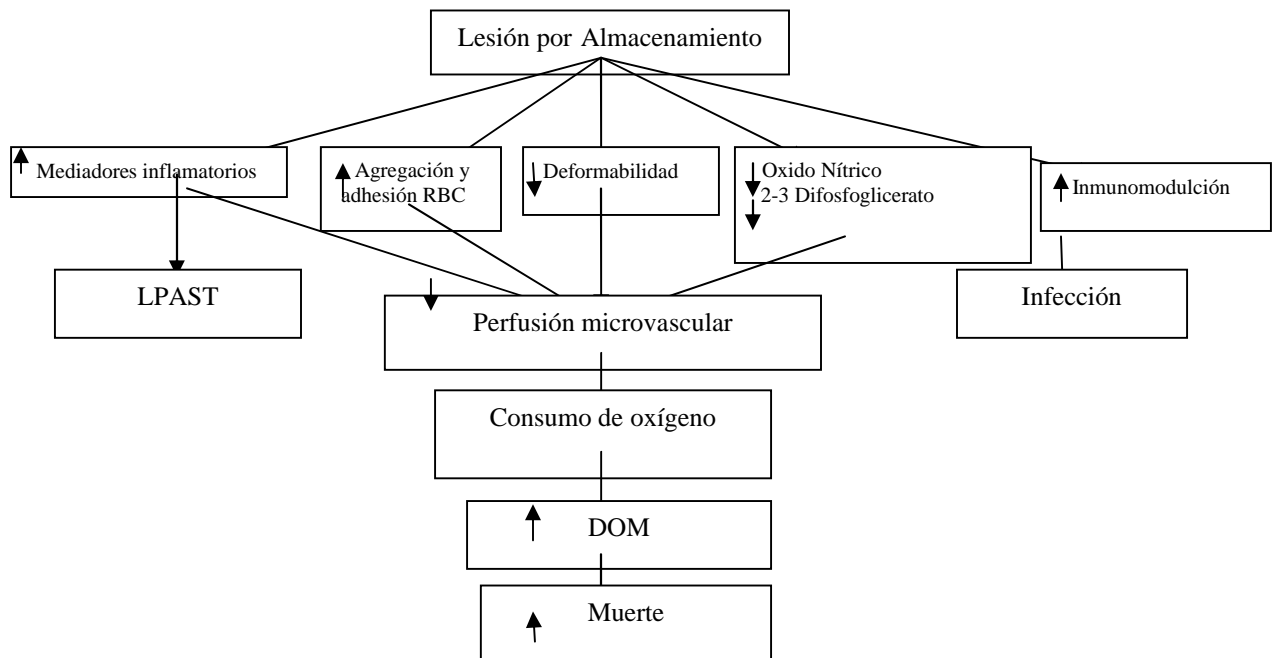 Lesión por Almacenamiento
Mediadores inflamatorios
Agregación y
adhesión RBC
Deformabilidad
Oxido Nítrico
2-3 Difosfoglicerato
Inmunomodulción
LPAST
Infección
Perfusión microvascular
Consumo de oxígeno
DOM
Muerte